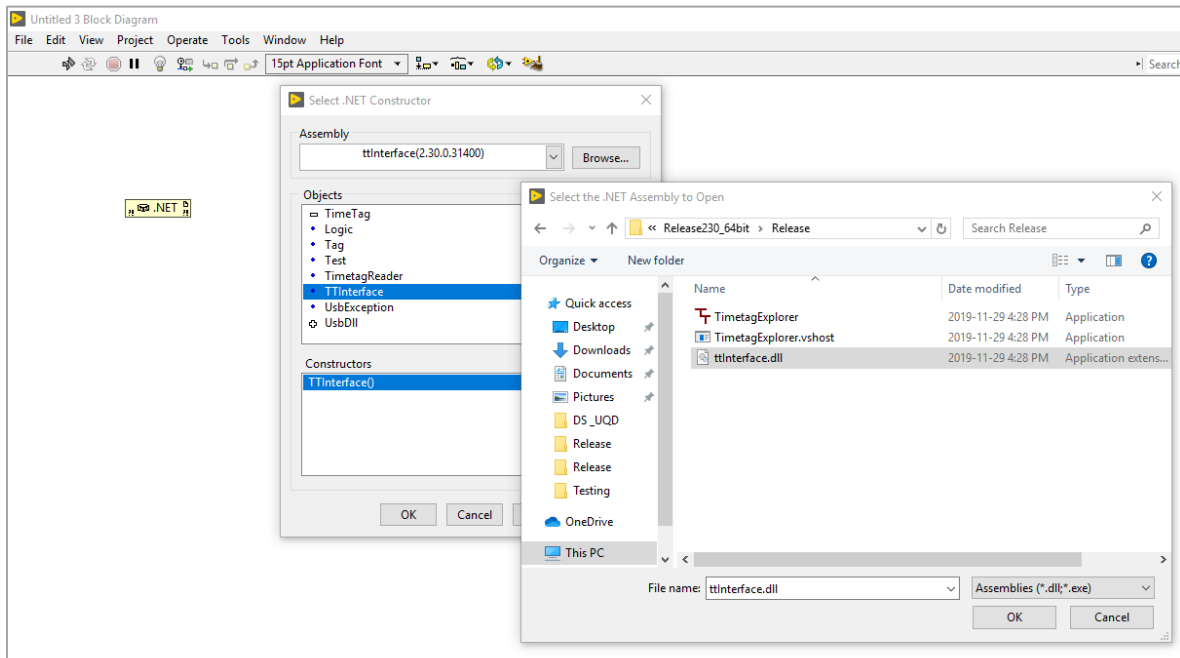 Untitled 3 Block Diagram
File Edit View Project Operate Tools Window Help
15pt Application Font
Search
.NET
Select .NET Constructor
Assembly
ttInterface(2.30.0.31400)
Browse...
Objects
TimeTag
Logic
Tag
Test
TimetagReader
TTInterface
UsbException
UsbDll
Constructors
TTInterface()
OK Cancel
Select the .NET Assembly to Open
« Release230_64bit › Release
Search Release
Organize New folder
Name Date modified Type
Quick access
Desktop
Downloads
Documents
Pictures
DS_UQD
Release
Release
Testing
OneDrive
This PC
TimetagExplorer 2019-11-29 4:28 PM Application
TimetagExplorer.vshost 2019-11-29 4:28 PM Application
ttInterface.dll 2019-11-29 4:28 PM Application extens...
File name: ttInterface.dll Assemblies (*.dll;*.exe)
OK Cancel